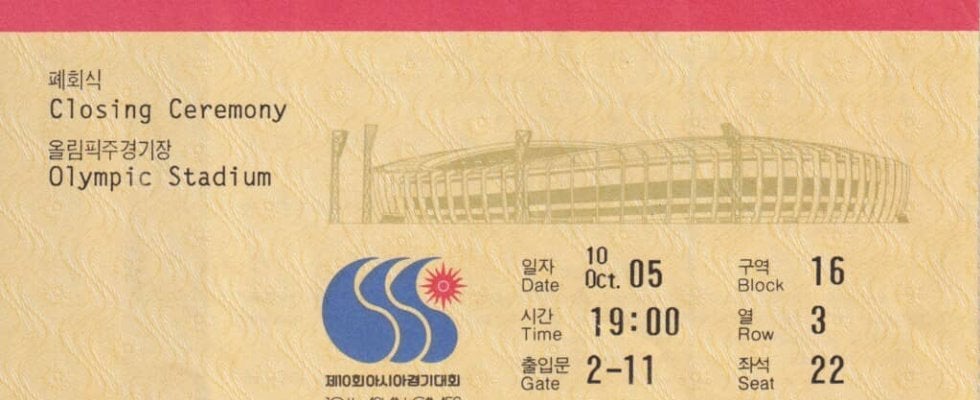 폐회식
Closing Ceremony
올림픽주경기장
Olympic Stadium
일자 10
Date Oct. 05
구역
Block 16
시간
Time 19:00
열
Row 3
출입문
Gate 2-11
좌석
Seat 22
제10회아시아경기대회